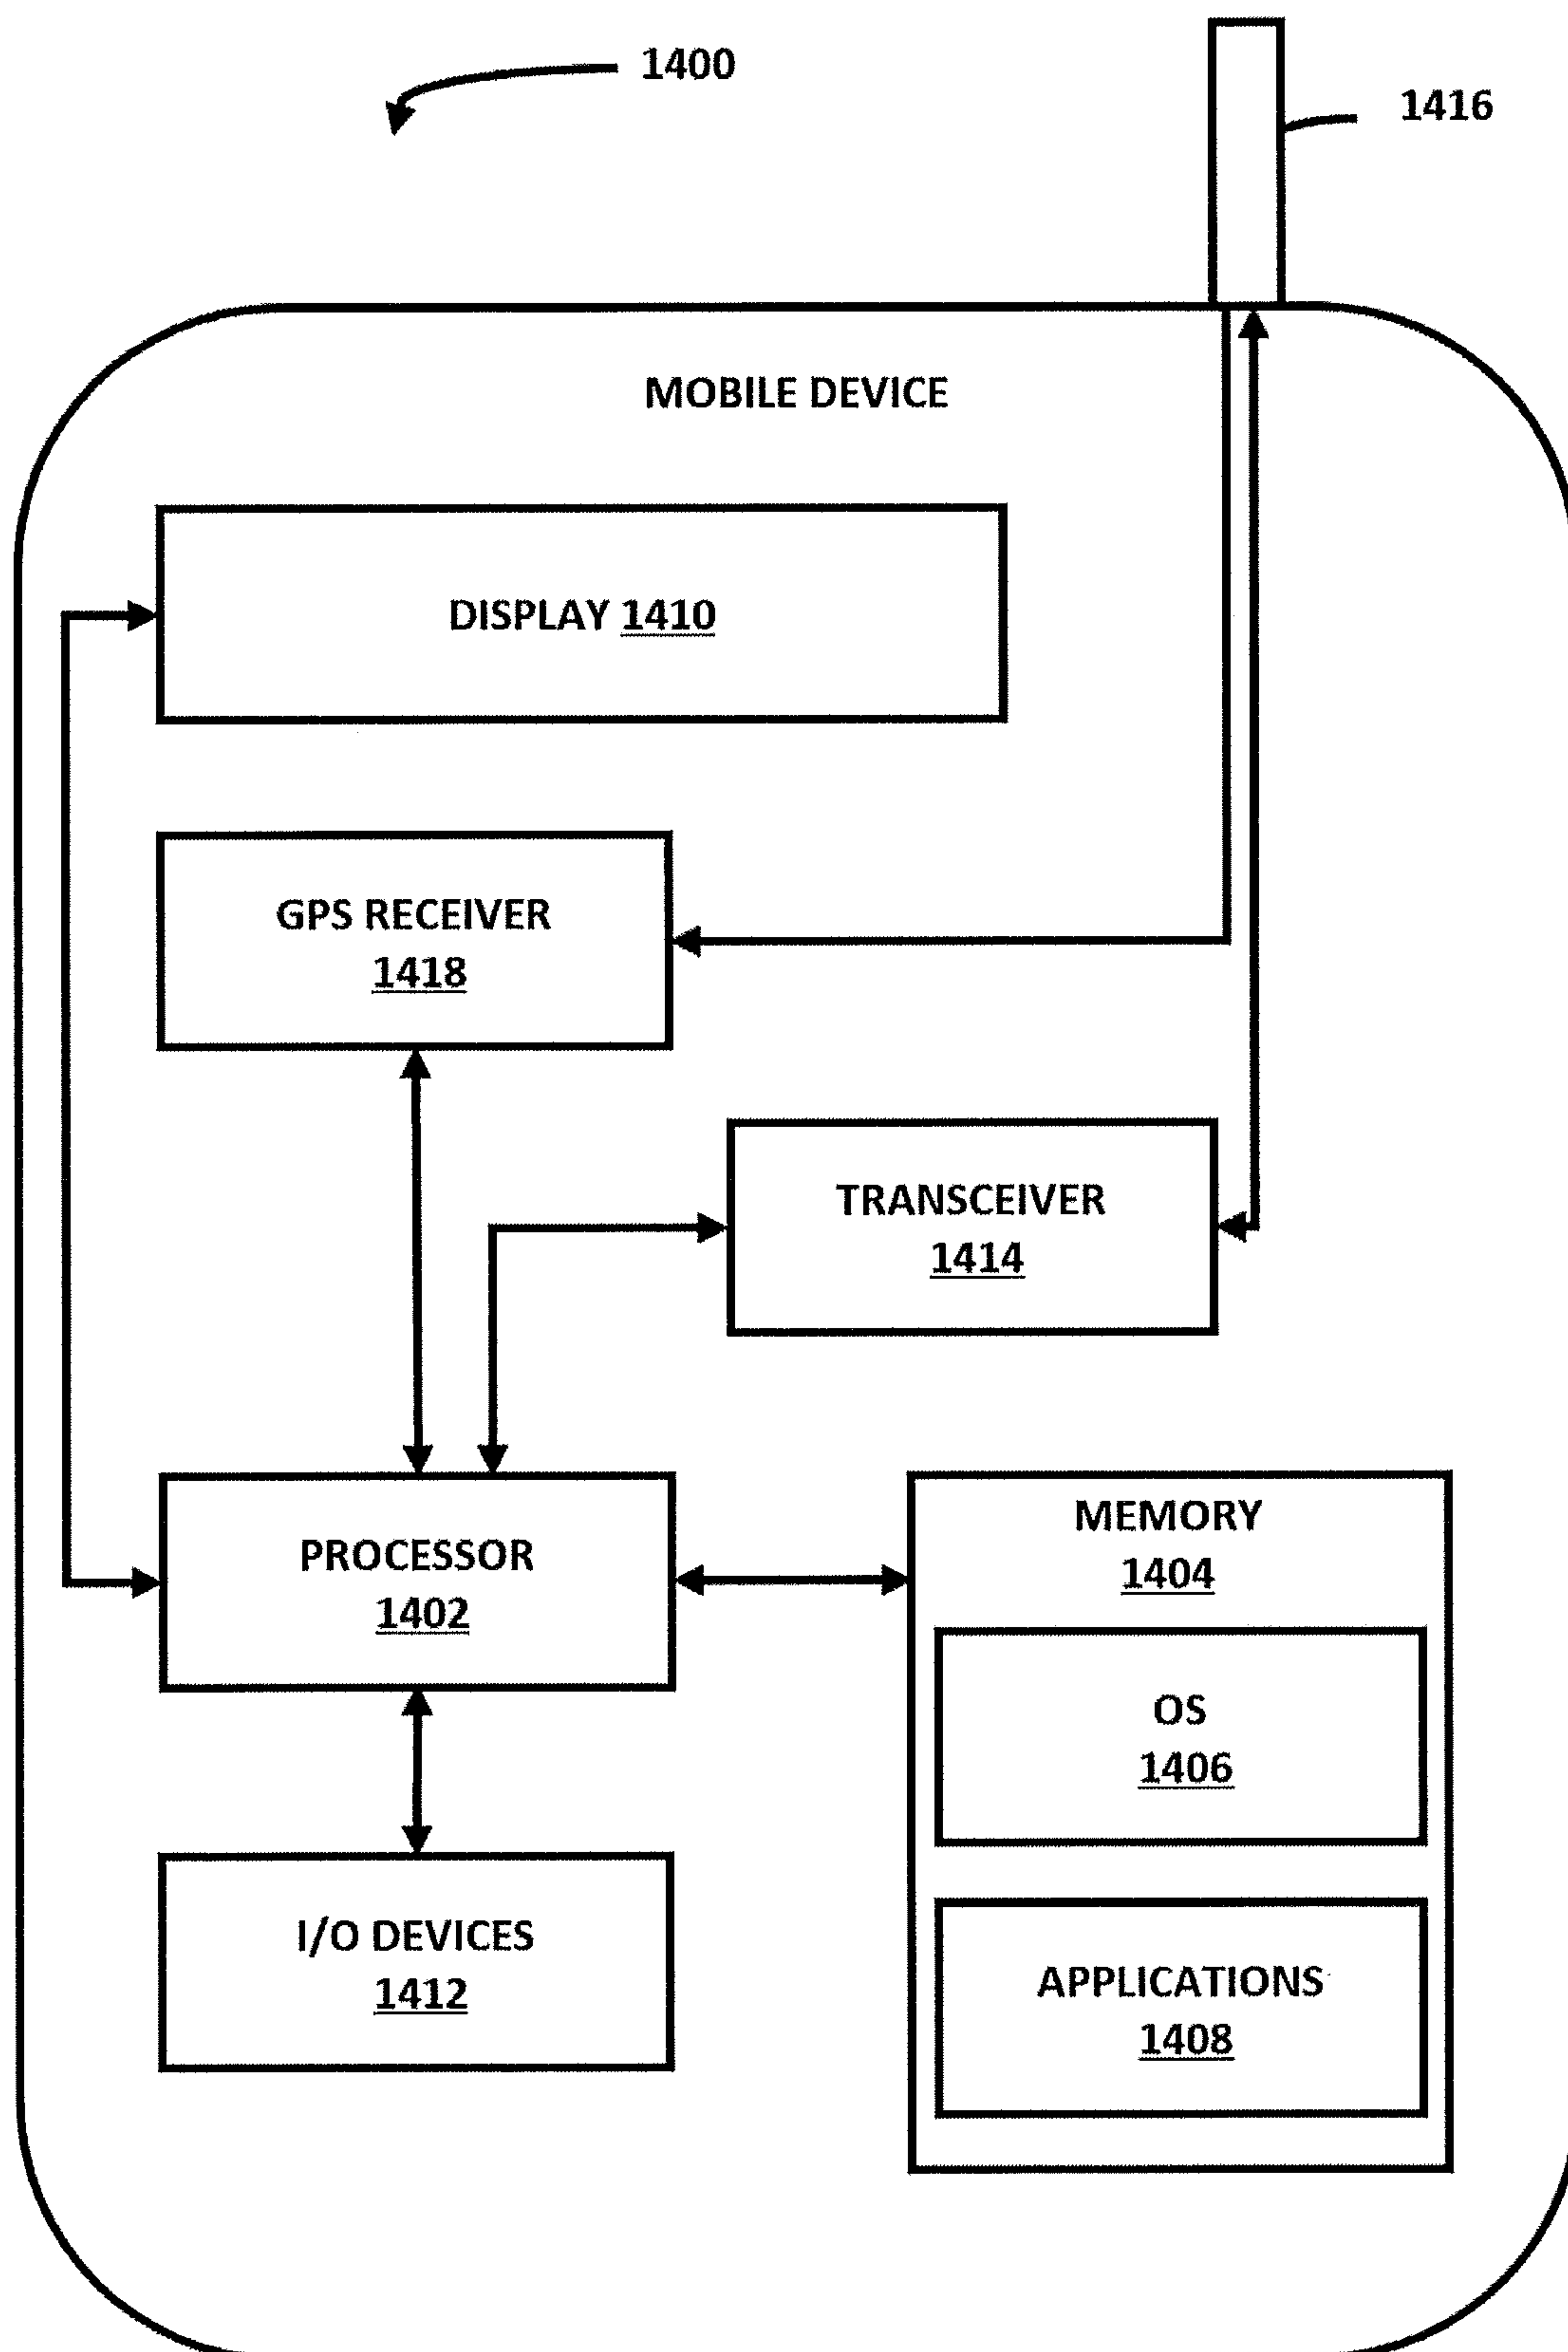 1400
1416
MOBILE DEVICE
DISPLAY 1410
GPS RECEIVER
1418
TRANSCEIVER
1414
PROCESSOR
1402
MEMORY
1404
OS
1406
I/O DEVICES
1412
APPLICATIONS
1408